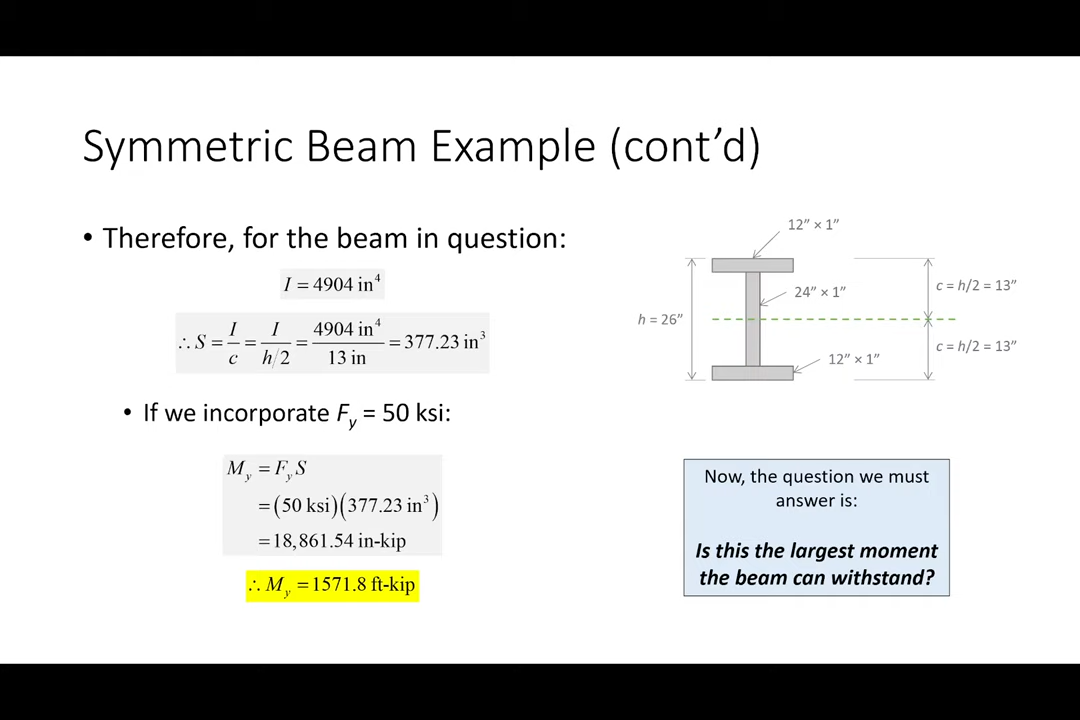 Symmetric Beam Example (cont’d)
• Therefore, for the beam in question:
I = 4904 in⁴
∴ S = I/c = I/(h/2) = 4904 in⁴/13 in = 377.23 in³
• If we incorporate Fy = 50 ksi:
My = FyS
= (50 ksi)(377.23 in³)
= 18,861.54 in-kip
∴ My = 1571.8 ft-kip
12” × 1”
24” × 1”
12” × 1”
h = 26”
c = h/2 = 13”
c = h/2 = 13”
Now, the question we must
answer is:
Is this the largest moment
the beam can withstand?